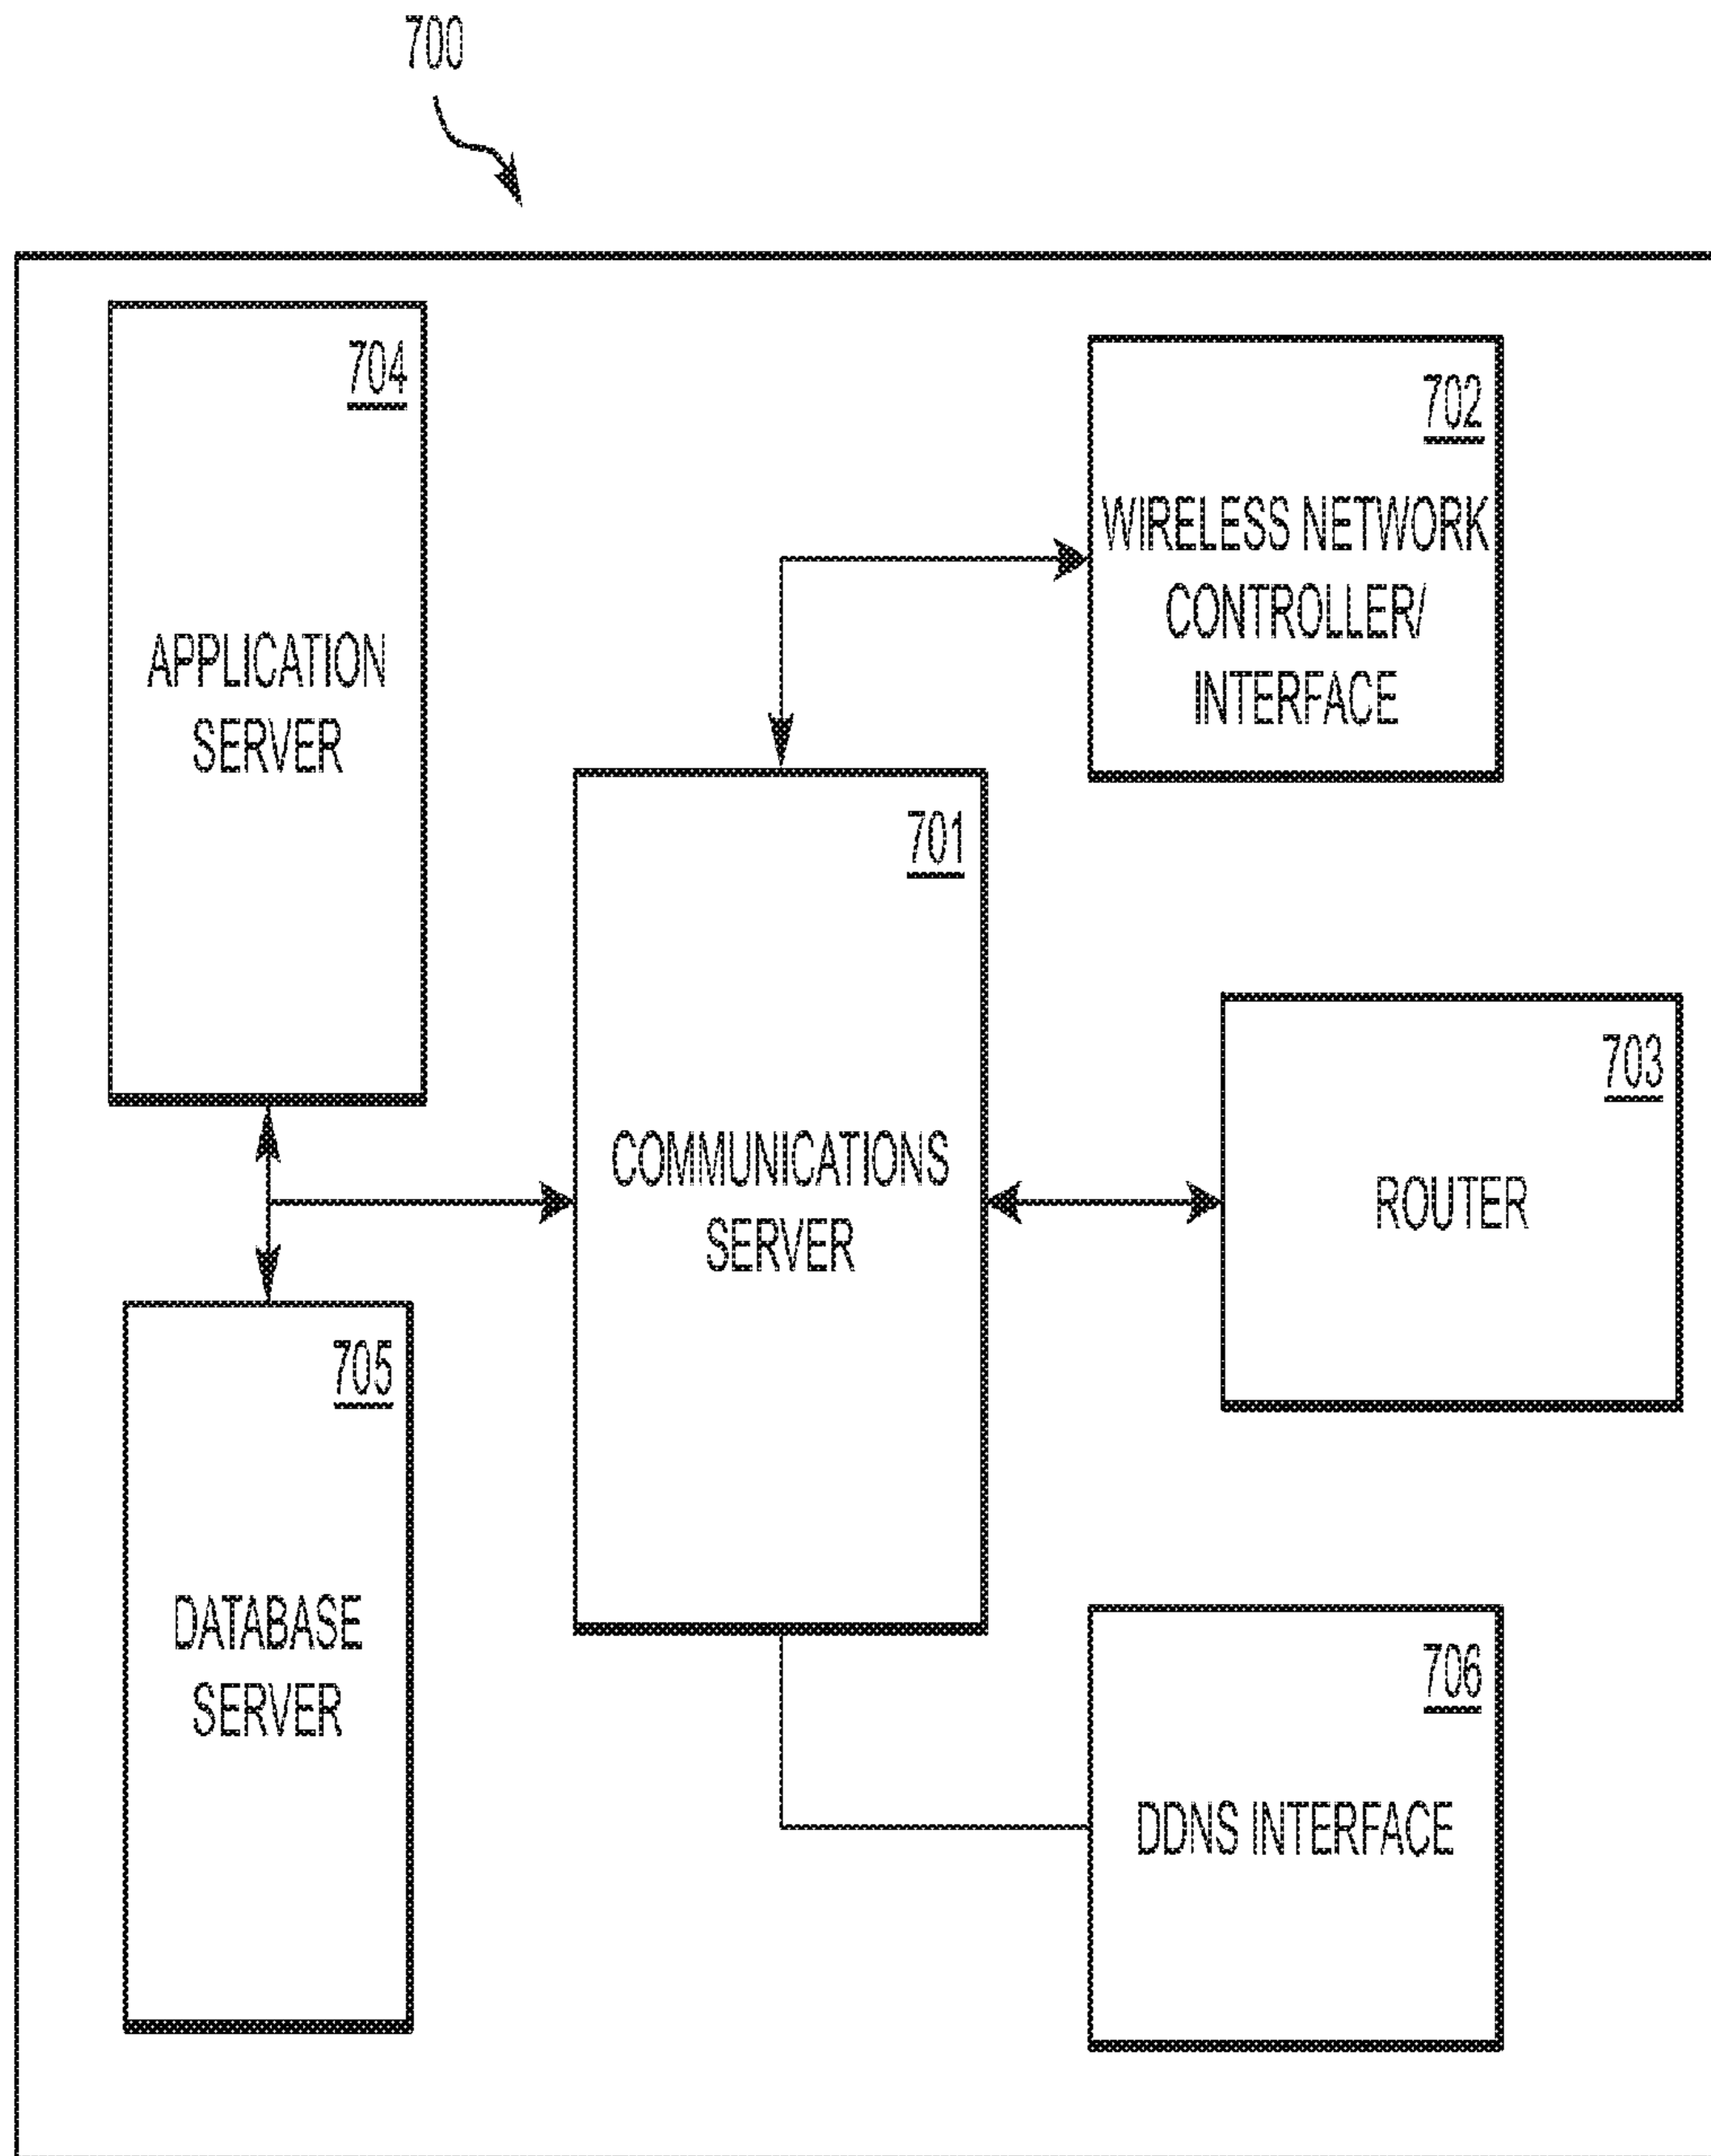 700
704
APPLICATION
SERVER
702
WIRELESS NETWORK
CONTROLLER/
INTERFACE
701
COMMUNICATIONS
SERVER
703
ROUTER
705
DATABASE
SERVER
706
DDNS INTERFACE